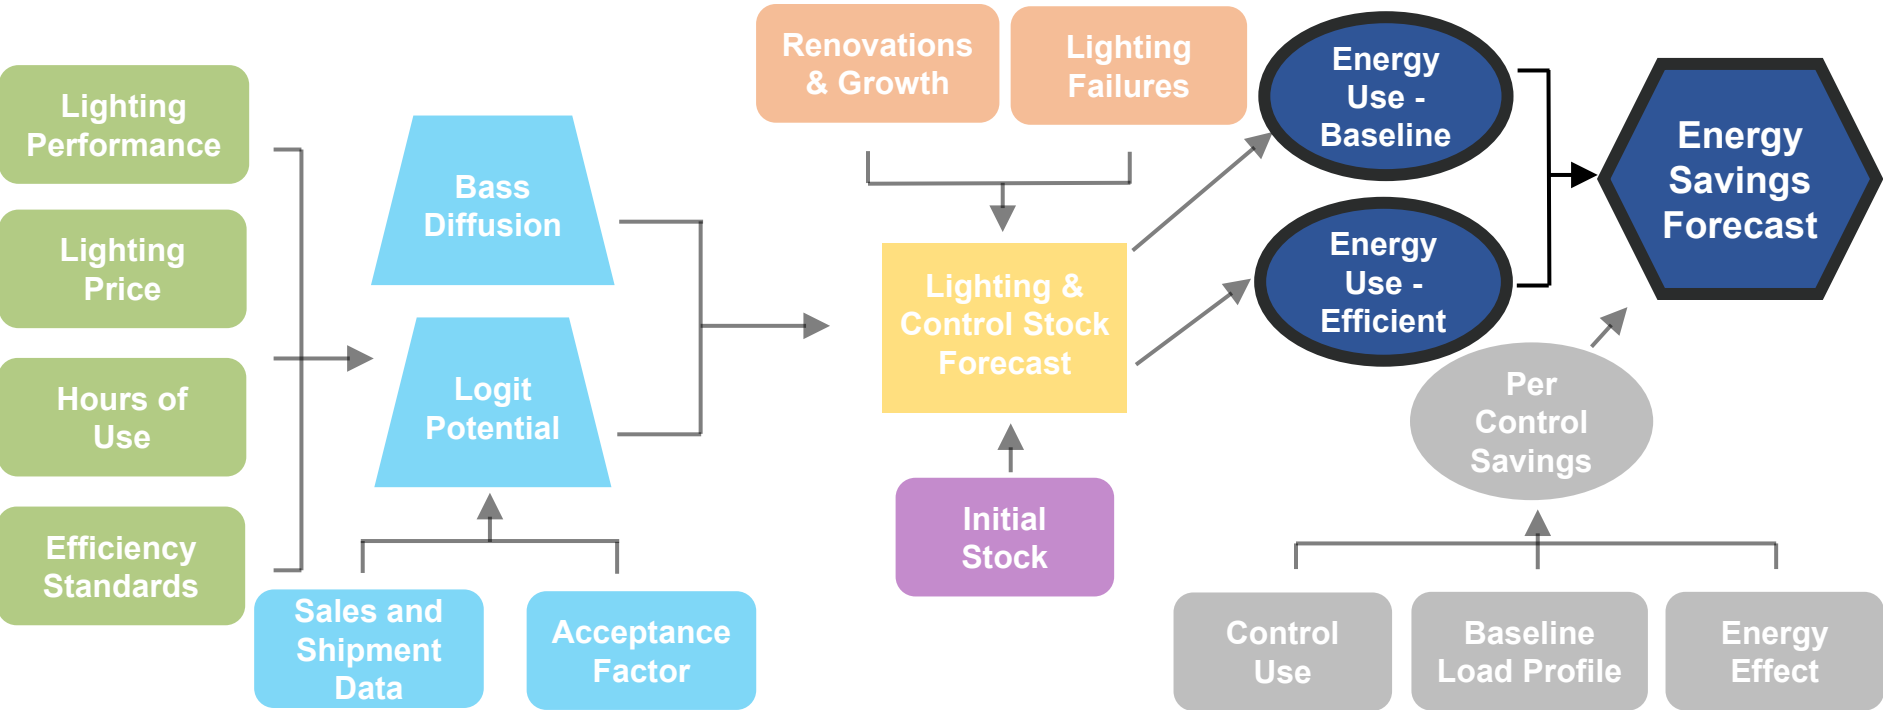 Lighting
Performance
Lighting
Price
Hours of
Use
Efficiency
Standards
Bass
Diffusion
Logit
Potential
Sales and
Shipment
Data
Acceptance
Factor
Renovations
& Growth
Lighting
Failures
Lighting &
Control Stock
Forecast
Initial
Stock
Energy
Use -
Baseline
Energy
Use -
Efficient
Energy
Savings
Forecast
Per
Control
Savings
Control
Use
Baseline
Load Profile
Energy
Effect